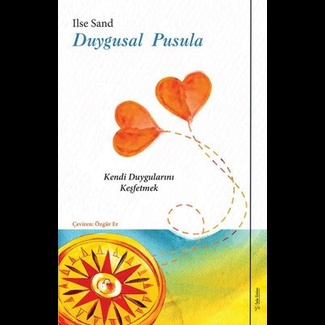 Ilse Sand
Duygusal Pusula
Kendi Duygularını
Keşfetmek
Çeviren: Özgür Er